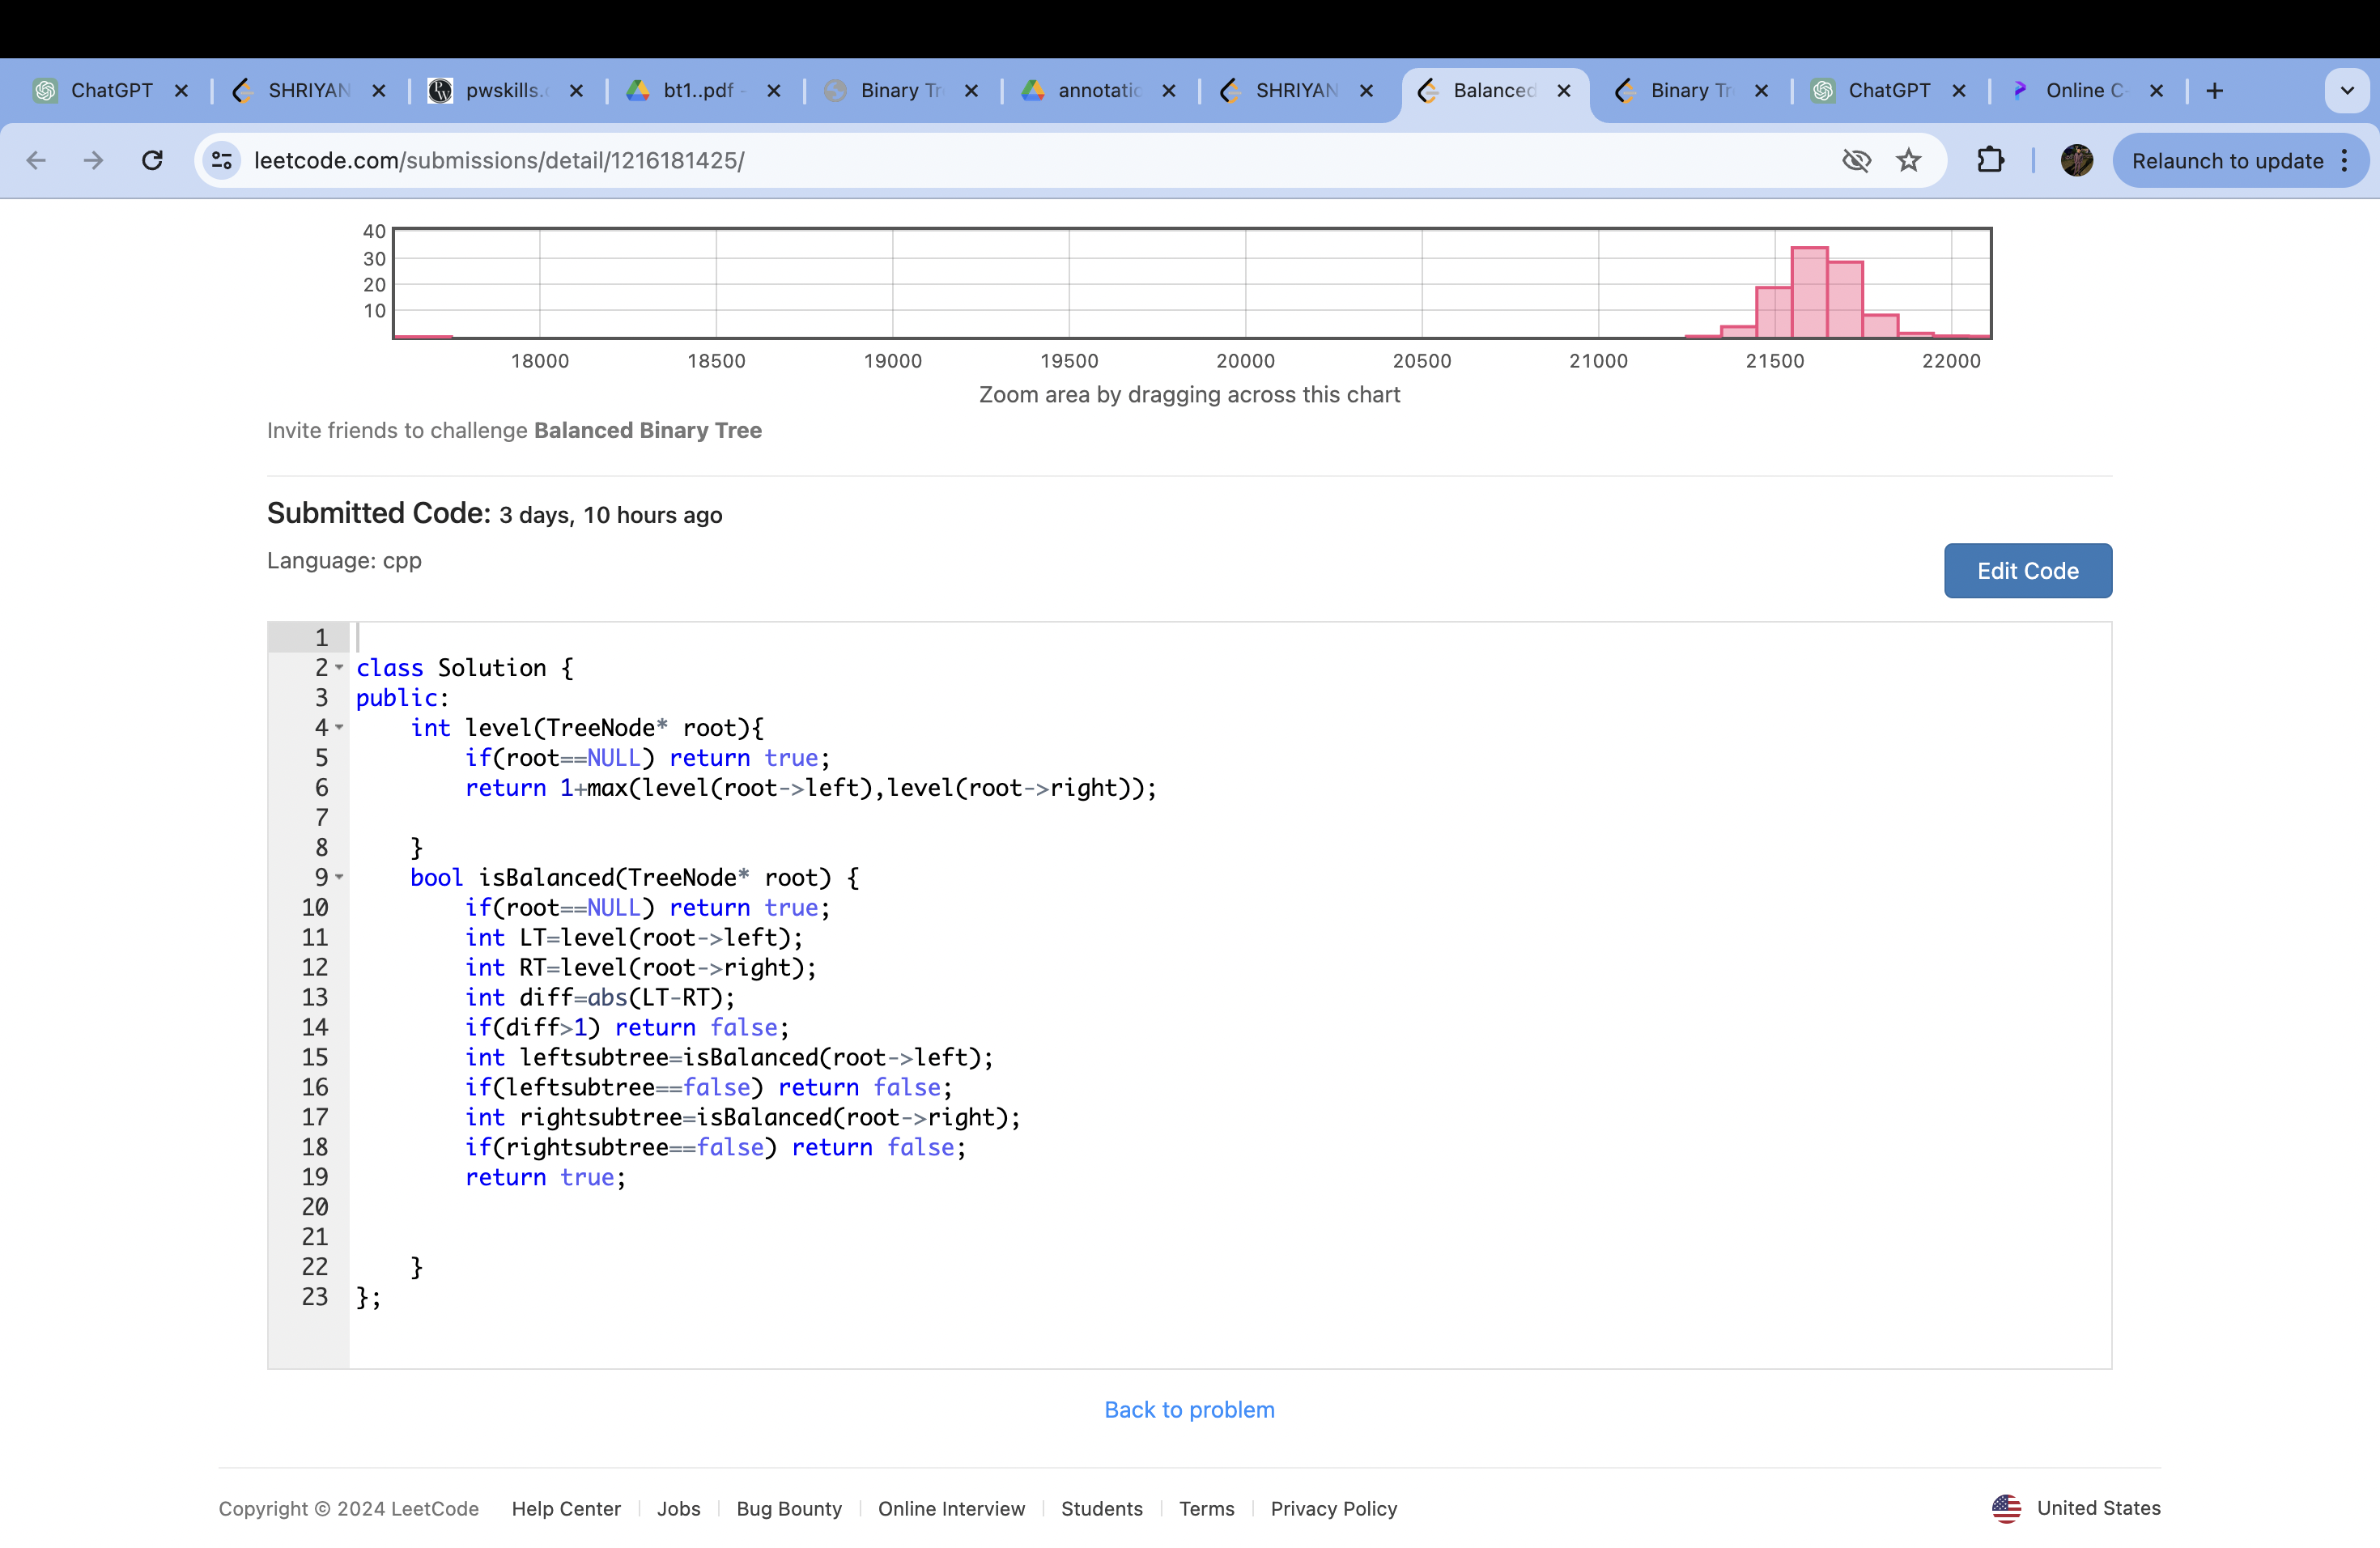 ChatGPT
SHRIYAN
pwskills.
bt1..pdf -
Binary Tr
annotatic
SHRIYAN
Balanced
Binary Tr
ChatGPT
Online C
leetcode.com/submissions/detail/1216181425/
Relaunch to update
40
30
20
10
18000 18500 19000 19500 20000 20500 21000 21500 22000
Zoom area by dragging across this chart
Invite friends to challenge Balanced Binary Tree
Submitted Code: 3 days, 10 hours ago
Language: cpp
Edit Code
1
2 class Solution {
3 public:
4     int level(TreeNode* root){
5         if(root==NULL) return true;
6         return 1+max(level(root->left),level(root->right));
7
8     }
9     bool isBalanced(TreeNode* root) {
10         if(root==NULL) return true;
11         int LT=level(root->left);
12         int RT=level(root->right);
13         int diff=abs(LT-RT);
14         if(diff>1) return false;
15         int leftsubtree=isBalanced(root->left);
16         if(leftsubtree==false) return false;
17         int rightsubtree=isBalanced(root->right);
18         if(rightsubtree==false) return false;
19         return true;
20
21
22     }
23 };
Back to problem
Copyright © 2024 LeetCode Help Center Jobs Bug Bounty Online Interview Students Terms Privacy Policy United States